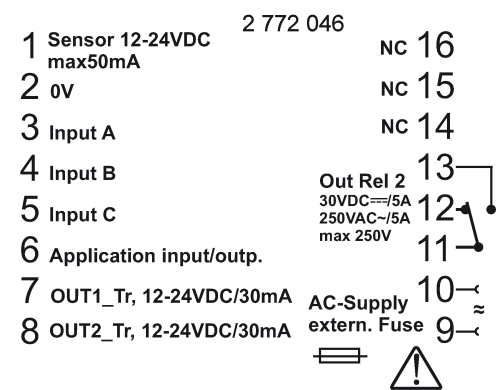 2 772 046
1 Sensor 12-24VDC
max50mA
2 0V
3 Input A
4 Input B
5 Input C
6 Application input/outp.
7 OUT1_Tr, 12-24VDC/30mA
8 OUT2_Tr, 12-24VDC/30mA
NC 16
NC 15
NC 14
13
Out Rel 2
30VDC⎓/5A 12
250VAC~/5A
max 250V
11
10
AC-Supply
≈
extern. Fuse 9
!